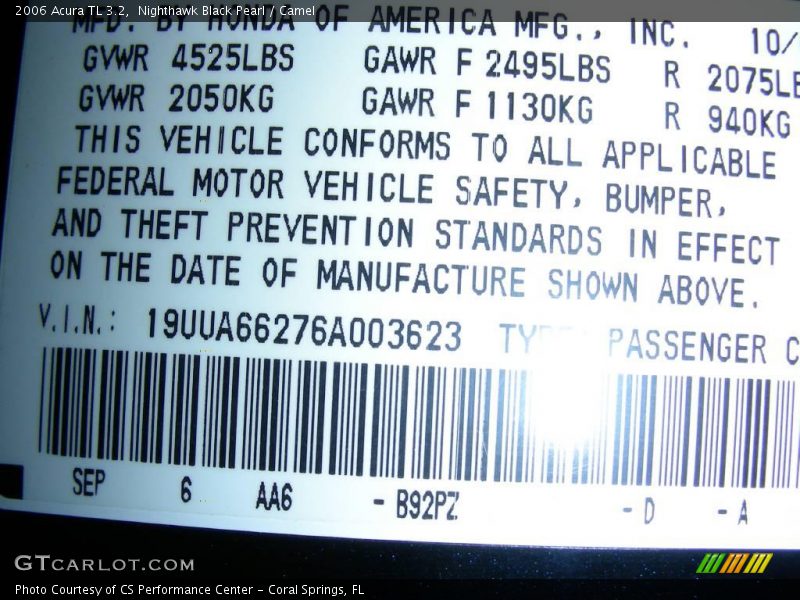 2006 Acura TL 3.2, Nighthawk Black Pearl / Camel
MFD. BY HONDA OF AMERICA MFG., INC. 10/
GVWR 4525LBS GAWR F 2495LBS R 2075LB
GVWR 2050KG GAWR F 1130KG R 940KG
THIS VEHICLE CONFORMS TO ALL APPLICABLE
FEDERAL MOTOR VEHICLE SAFETY, BUMPER,
AND THEFT PREVENTION STANDARDS IN EFFECT
ON THE DATE OF MANUFACTURE SHOWN ABOVE.
V.I.N.: 19UUA66276A003623 TY PASSENGER C
SEP 6 AA6 - B92PZ - D - A
GTCARLOT.COM
Photo Courtesy of CS Performance Center - Coral Springs, FL